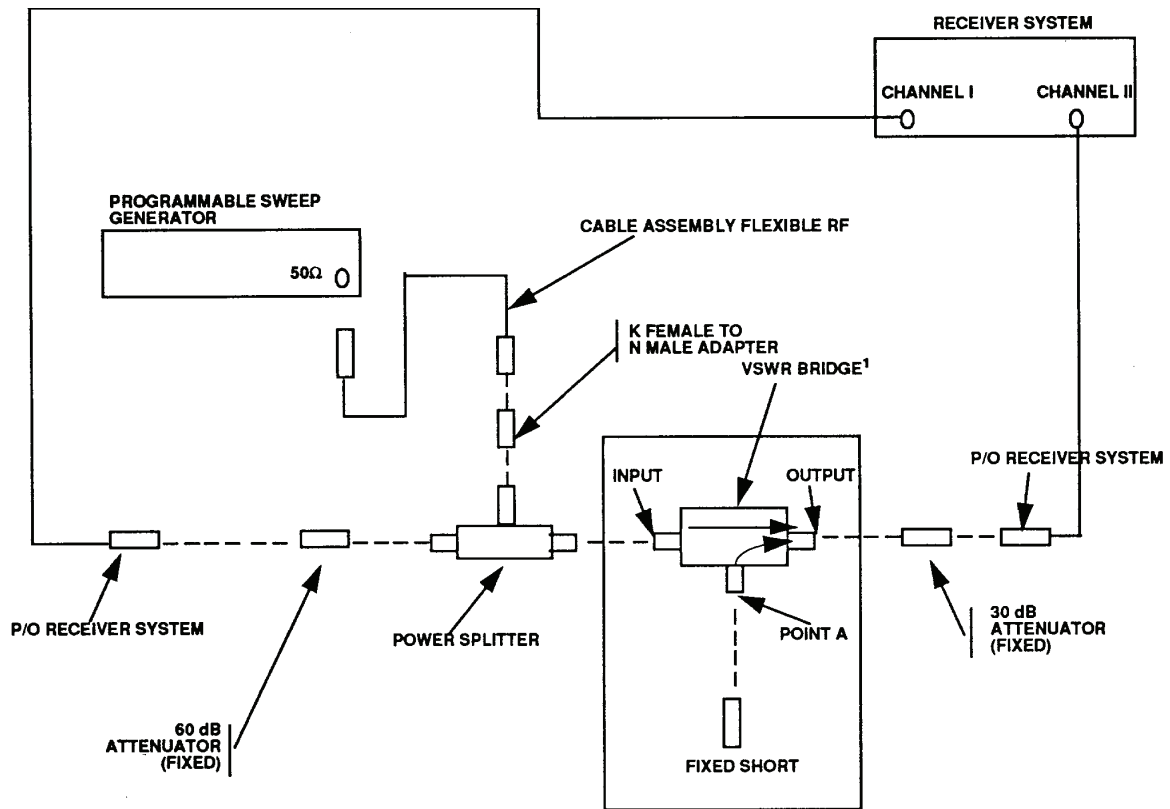 RECEIVER SYSTEM
CHANNEL I
CHANNEL II
PROGRAMMABLE SWEEP
GENERATOR
50Ω
CABLE ASSEMBLY FLEXIBLE RF
K FEMALE TO
N MALE ADAPTER
VSWR BRIDGE¹
INPUT
OUTPUT
P/O RECEIVER SYSTEM
P/O RECEIVER SYSTEM
POWER SPLITTER
POINT A
30 dB
ATTENUATOR
(FIXED)
60 dB
ATTENUATOR
(FIXED)
FIXED SHORT